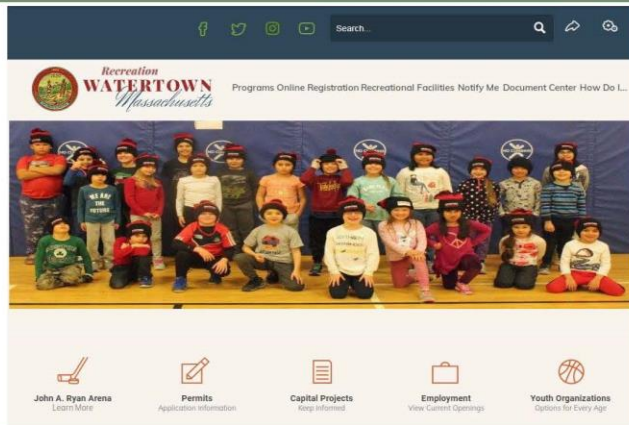 Search...
Recreation
WATERTOWN
Massachusetts
Programs Online Registration Recreational Facilities Notify Me Document Center How Do I...
WE ARE
THE
FUTURE
John A. Ryan Arena
Learn More
Permits
Application Information
Capital Projects
Keep Informed
Employment
View Current Openings
Youth Organizations
Options for Every Age